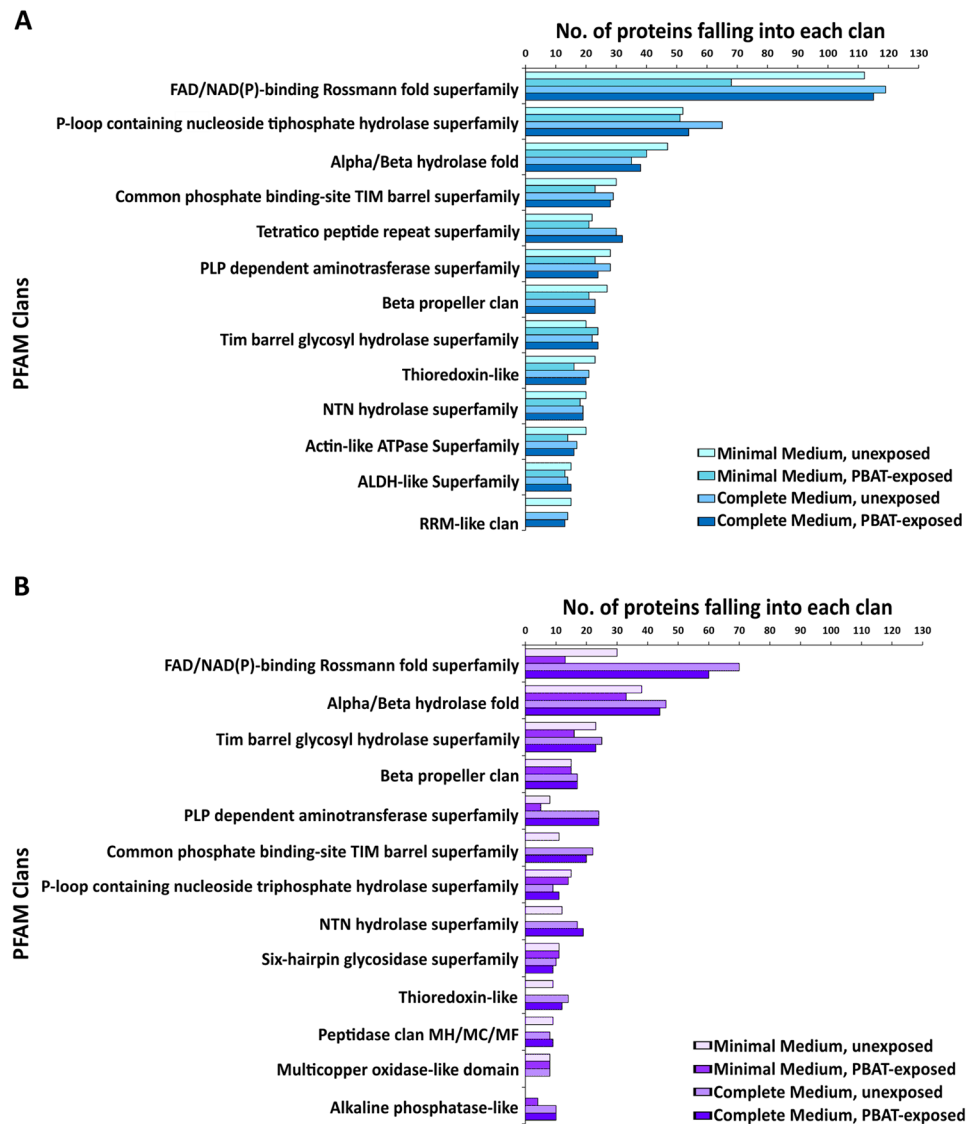 A
No. of proteins falling into each clan
0 10 20 30 40 50 60 70 80 90 100 110 120 130
FAD/NAD(P)-binding Rossmann fold superfamily
P-loop containing nucleoside tiphosphate hydrolase superfamily
Alpha/Beta hydrolase fold
Common phosphate binding-site TIM barrel superfamily
Tetratico peptide repeat superfamily
PLP dependent aminotrasferase superfamily
Beta propeller clan
Tim barrel glycosyl hydrolase superfamily
Thioredoxin-like
NTN hydrolase superfamily
Actin-like ATPase Superfamily
ALDH-like Superfamily
RRM-like clan
PFAM Clans
Minimal Medium, unexposed
Minimal Medium, PBAT-exposed
Complete Medium, unexposed
Complete Medium, PBAT-exposed
B
No. of proteins falling into each clan
0 10 20 30 40 50 60 70 80 90 100 110 120 130
FAD/NAD(P)-binding Rossmann fold superfamily
Alpha/Beta hydrolase fold
Tim barrel glycosyl hydrolase superfamily
Beta propeller clan
PLP dependent aminotransferase superfamily
Common phosphate binding-site TIM barrel superfamily
P-loop containing nucleoside triphosphate hydrolase superfamily
NTN hydrolase superfamily
Six-hairpin glycosidase superfamily
Thioredoxin-like
Peptidase clan MH/MC/MF
Multicopper oxidase-like domain
Alkaline phosphatase-like
PFAM Clans
Minimal Medium, unexposed
Minimal Medium, PBAT-exposed
Complete Medium, unexposed
Complete Medium, PBAT-exposed